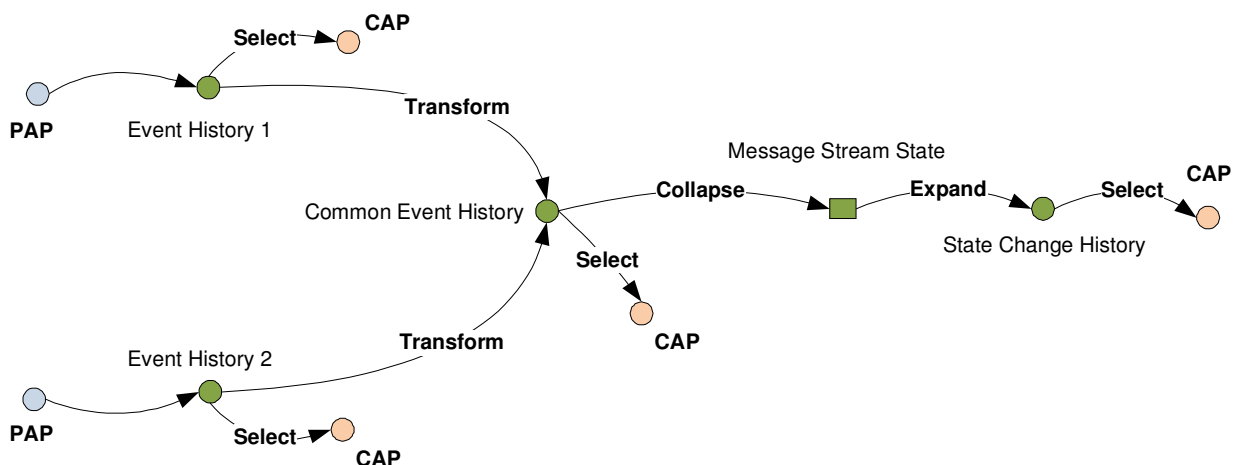 CAP
Select
PAP
Event History 1
Transform
Message Stream State
CAP
Common Event History
Collapse
Expand
Select
State Change History
Select
CAP
Transform
Event History 2
PAP
Select
CAP